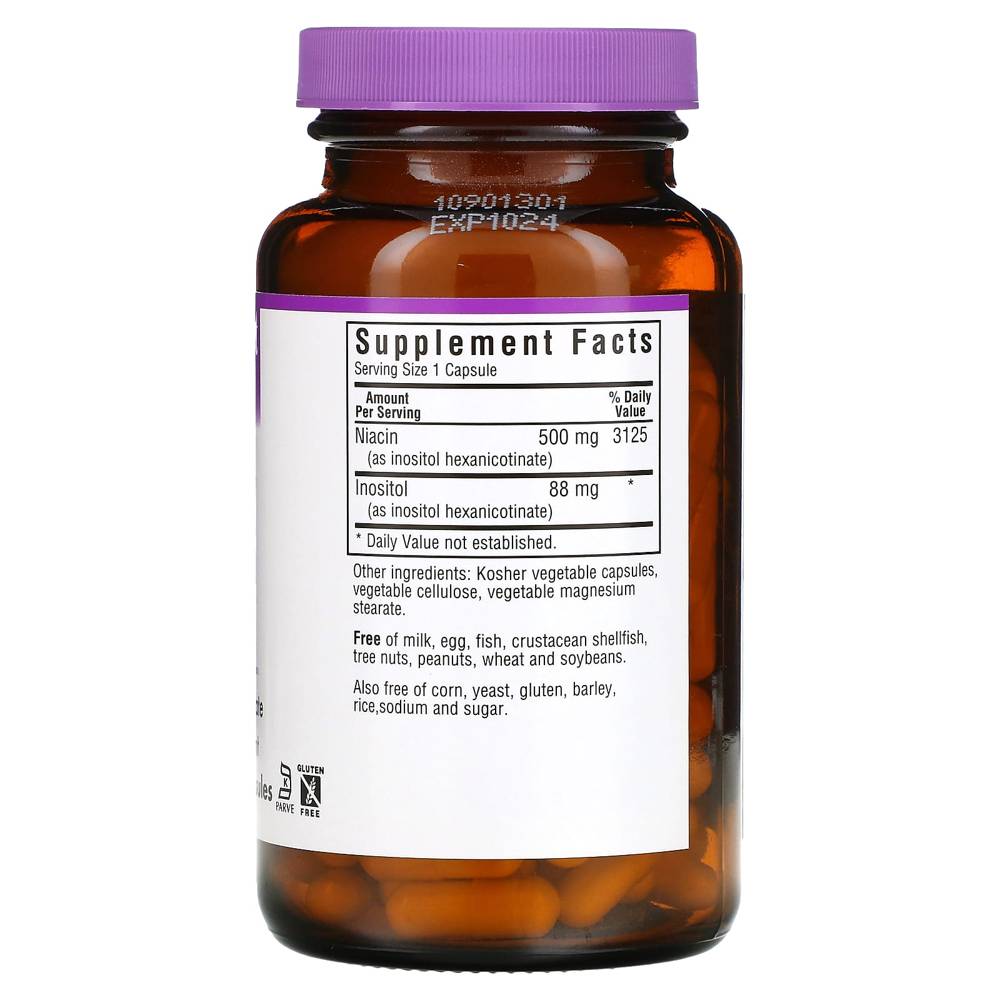 10901301
EXP1024
Supplement Facts
Serving Size 1 Capsule
Amount Per Serving
% Daily Value
Niacin 500 mg 3125
(as inositol hexanicotinate)
Inositol 88 mg *
(as inositol hexanicotinate)
* Daily Value not established.
Other ingredients: Kosher vegetable capsules,
vegetable cellulose, vegetable magnesium
stearate.
Free of milk, egg, fish, crustacean shellfish,
tree nuts, peanuts, wheat and soybeans.
Also free of corn, yeast, gluten, barley,
rice,sodium and sugar.
K
PARVE
GLUTEN
FREE